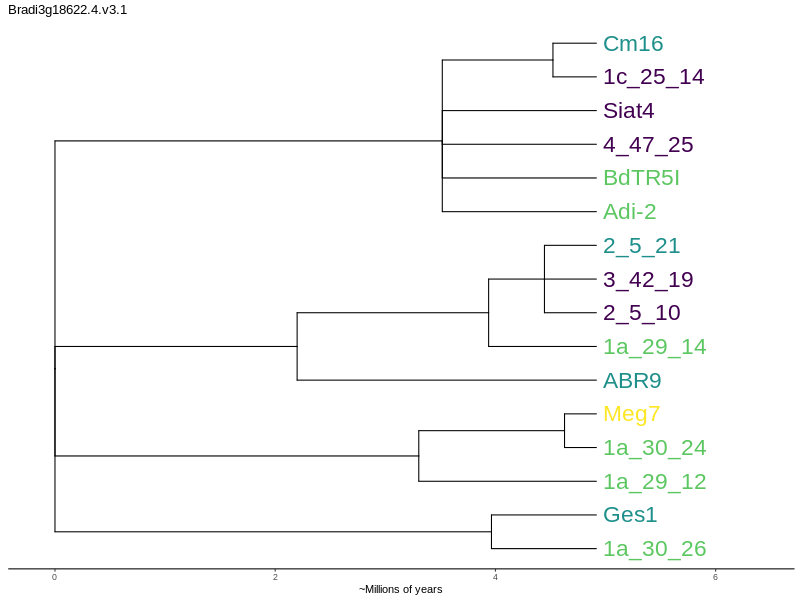 Bradi3g18622.4.v3.1
Cm16
1c_25_14
Siat4
4_47_25
BdTR5I
Adi-2
2_5_21
3_42_19
2_5_10
1a_29_14
ABR9
Meg7
1a_30_24
1a_29_12
Ges1
1a_30_26
0 2 4 6
~Millions of years